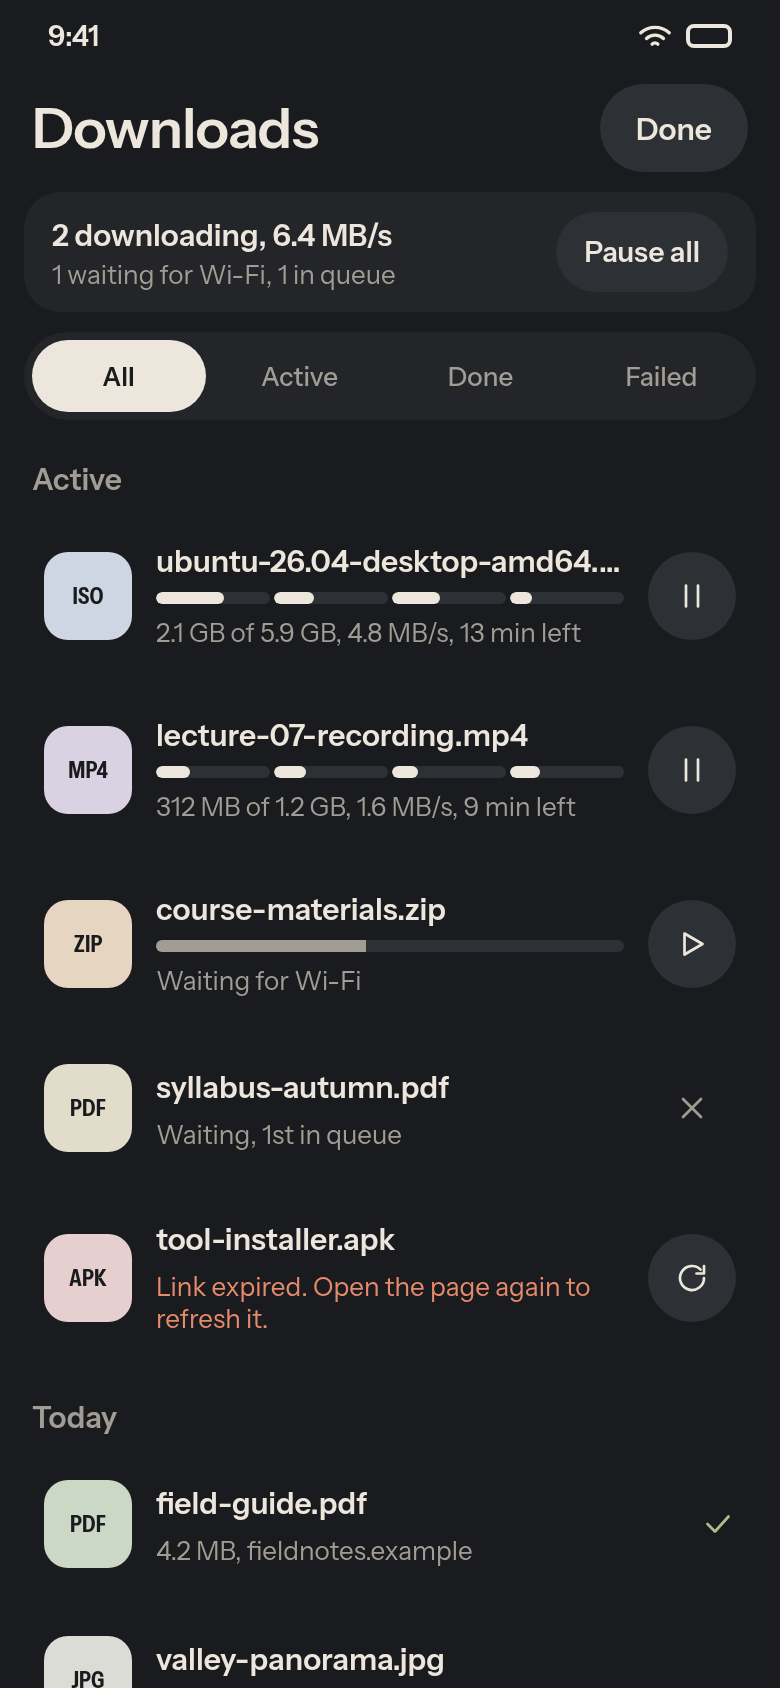 9:41
Downloads
Done
2 downloading, 6.4 MB/s
1 waiting for Wi-Fi, 1 in queue
Pause all
All
Active
Done
Failed
Active
ISO
ubuntu-26.04-desktop-amd64....
2.1 GB of 5.9 GB, 4.8 MB/s, 13 min left
MP4
lecture-07-recording.mp4
312 MB of 1.2 GB, 1.6 MB/s, 9 min left
ZIP
course-materials.zip
Waiting for Wi-Fi
PDF
syllabus-autumn.pdf
Waiting, 1st in queue
APK
tool-installer.apk
Link expired. Open the page again to
refresh it.
Today
PDF
field-guide.pdf
4.2 MB, fieldnotes.example
JPG
valley-panorama.jpg